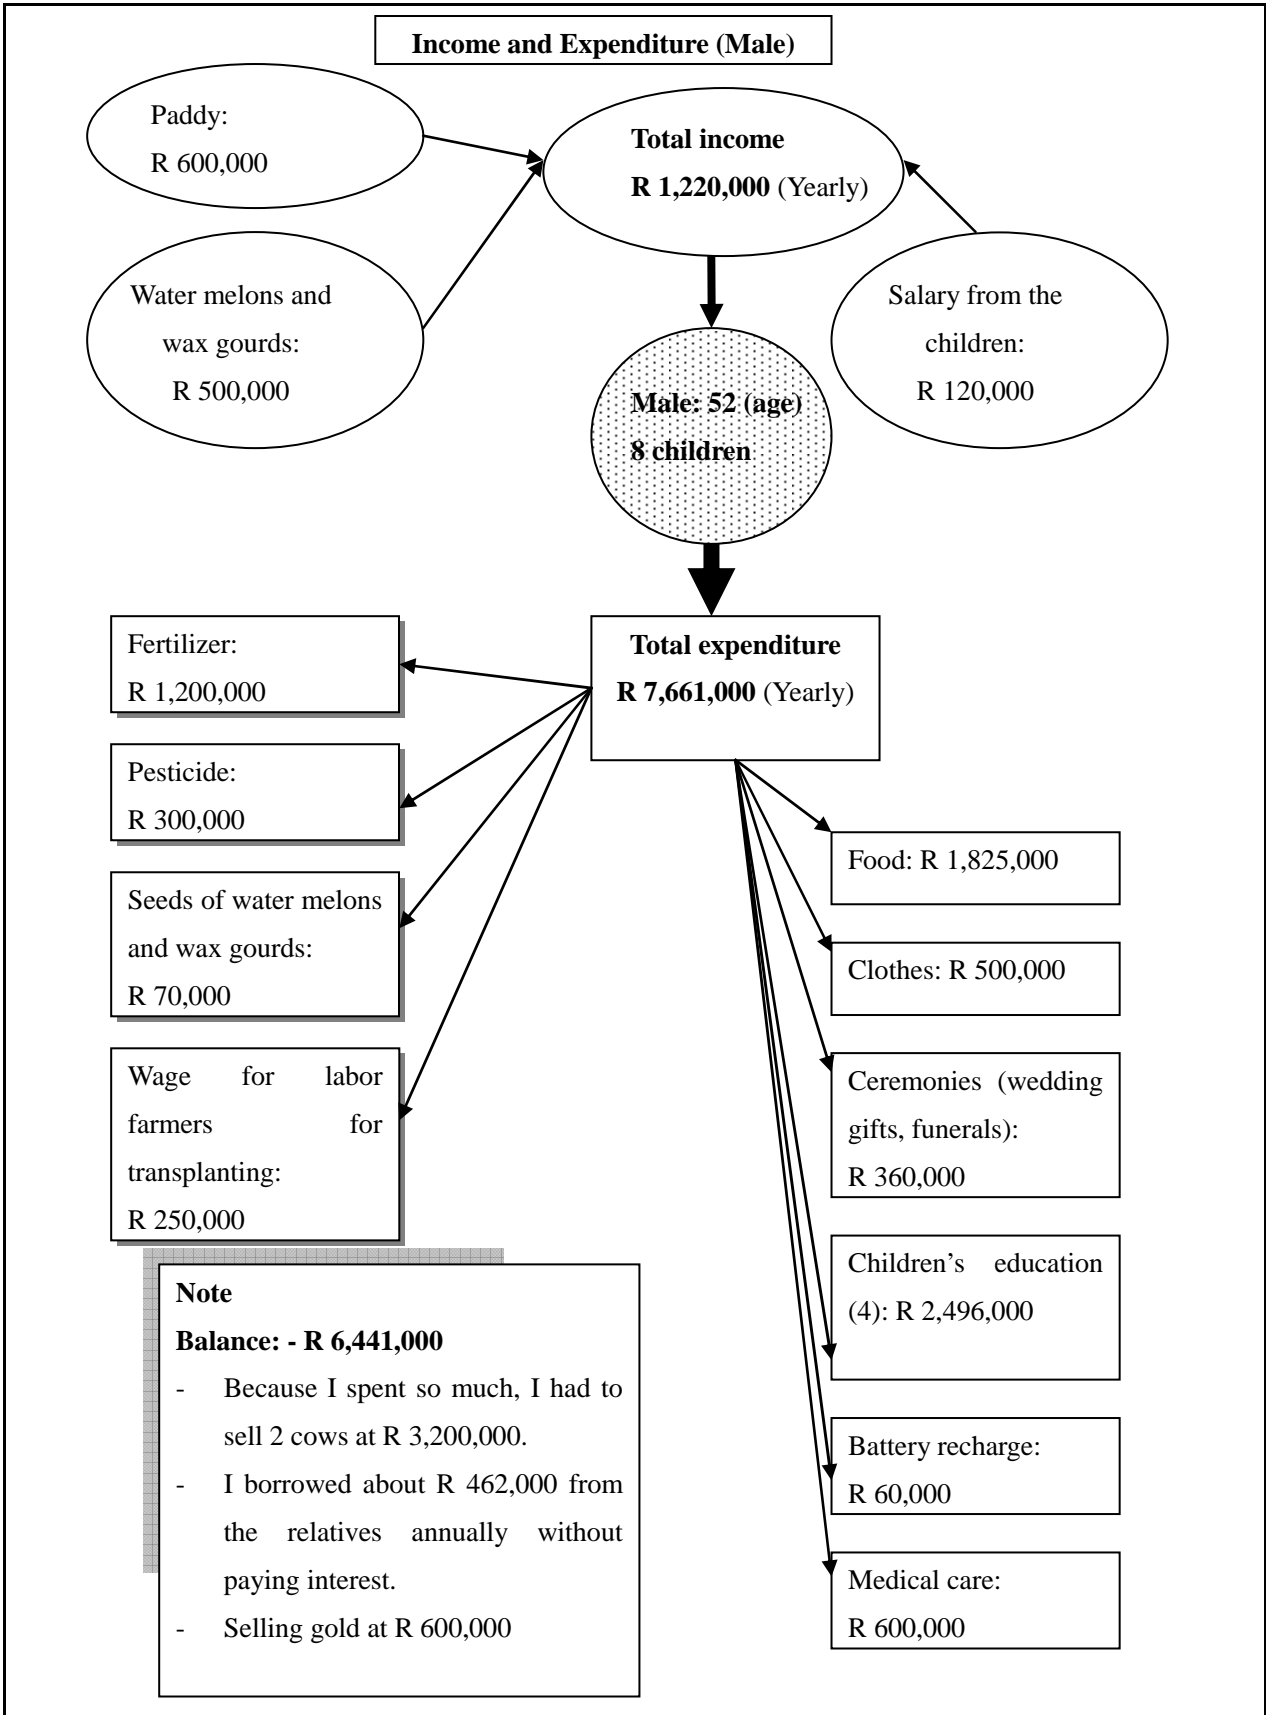 Income and Expenditure (Male)
Paddy:
R 600,000
Total income
R 1,220,000 (Yearly)
Water melons and
wax gourds:
R 500,000
Salary from the
children:
R 120,000
Male: 52 (age)
8 children
Total expenditure
R 7,661,000 (Yearly)
Fertilizer:
R 1,200,000
Pesticide:
R 300,000
Seeds of water melons
and wax gourds:
R 70,000
Wage for labor
farmers for
transplanting:
R 250,000
Food: R 1,825,000
Clothes: R 500,000
Ceremonies (wedding
gifts, funerals):
R 360,000
Children’s education
(4): R 2,496,000
Battery recharge:
R 60,000
Medical care:
R 600,000
Note
Balance: - R 6,441,000
- Because I spent so much, I had to
sell 2 cows at R 3,200,000.
- I borrowed about R 462,000 from
the relatives annually without
paying interest.
- Selling gold at R 600,000